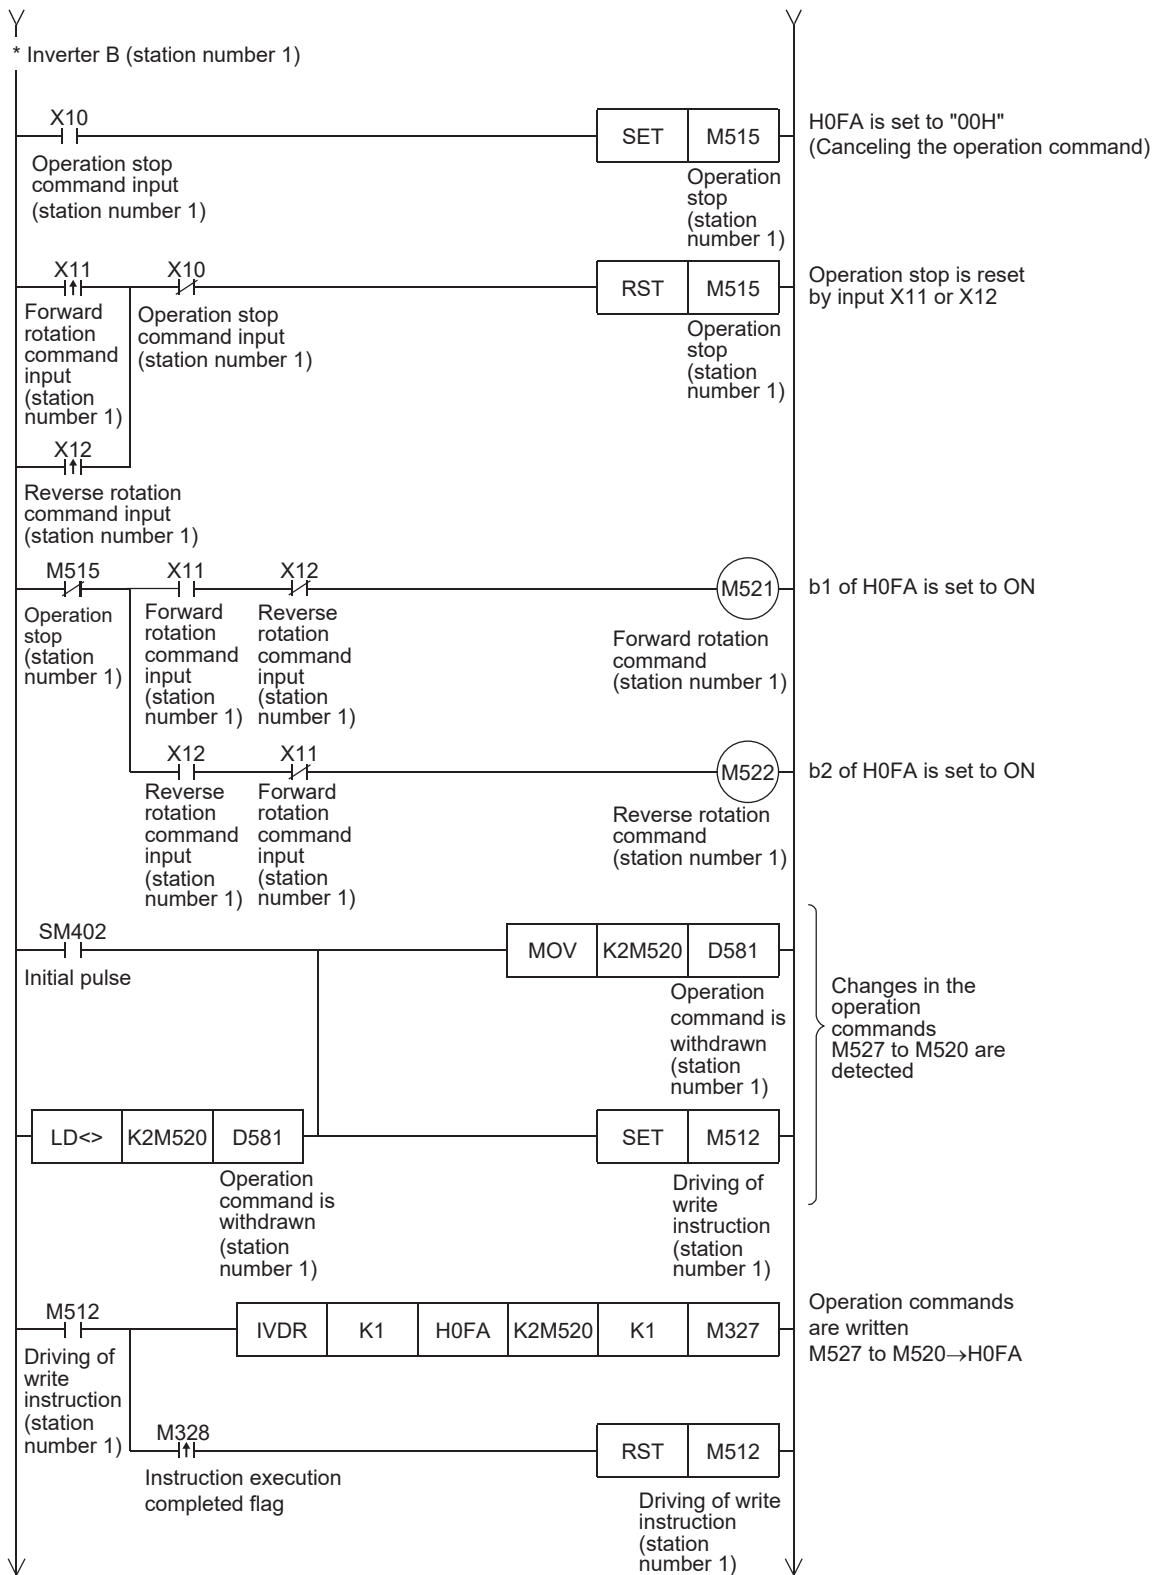 * Inverter B (station number 1)
X10
SET M515
H0FA is set to "00H"
(Canceling the operation command)
Operation stop
command input
(station number 1)
Operation
stop
(station
number 1)
X11 X10
RST M515
Operation stop is reset
by input X11 or X12
Forward
rotation
command
input
(station
number 1)
Operation stop
command input
(station number 1)
Operation
stop
(station
number 1)
X12
Reverse rotation
command input
(station number 1)
M515 X11 X12
M521
b1 of H0FA is set to ON
Operation
stop
(station
number 1)
Forward
rotation
command
input
(station
number 1)
Reverse
rotation
command
input
(station
number 1)
Forward rotation
command
(station number 1)
X12 X11
M522
b2 of H0FA is set to ON
Reverse
rotation
command
input
(station
number 1)
Forward
rotation
command
input
(station
number 1)
Reverse rotation
command
(station number 1)
SM402
MOV K2M520 D581
Initial pulse
Operation
command is
withdrawn
(station
number 1)
Changes in the
operation
commands
M527 to M520 are
detected
LD<> K2M520 D581
SET M512
Operation
command is
withdrawn
(station
number 1)
Driving of
write
instruction
(station
number 1)
M512
IVDR K1 H0FA K2M520 K1 M327
Operation commands
are written
M527 to M520→H0FA
Driving of
write
instruction
(station
number 1)
M328
RST M512
Instruction execution
completed flag
Driving of write
instruction
(station
number 1)